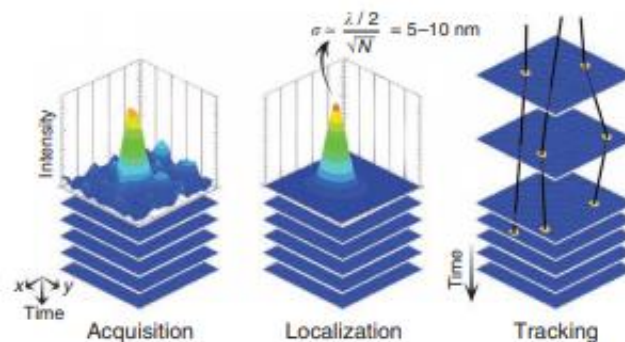 σ ≃ λ / 2 / √N = 5–10 nm
Intensity
x
y
Time
Time
Acquisition
Localization
Tracking